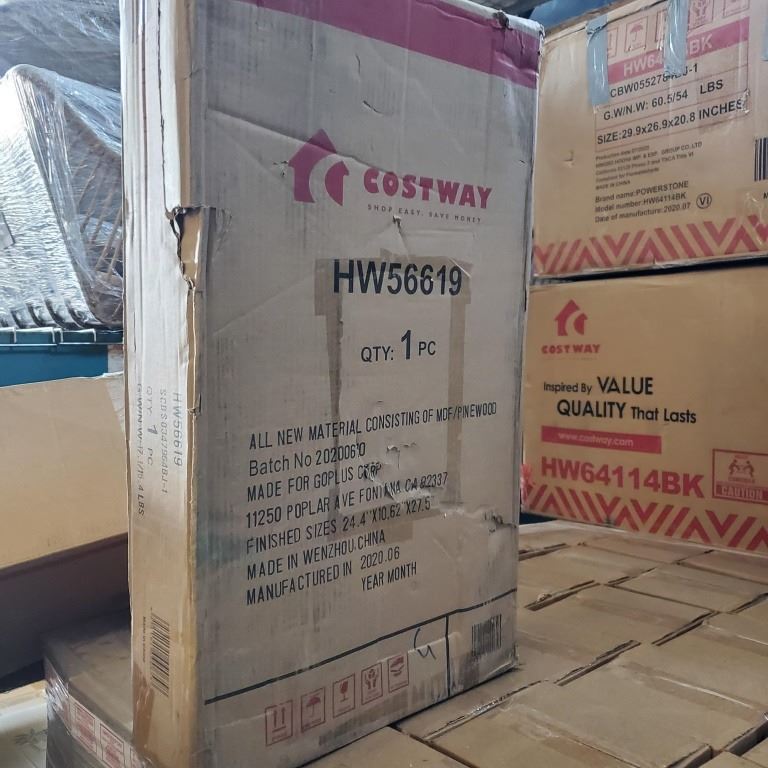 COSTWAY
SHOP EASY. SAVE MONEY
HW56619
QTY: 1 PC
ALL NEW MATERIAL CONSISTING OF MDF/PINEWOOD
Batch No 20200610
MADE FOR GOPLUS CORP
11250 POPLAR AVE FONTANA CA 92337
FINISHED SIZES 24.4"X10.62"X27.5"
MADE IN WENZHOU.CHINA
MANUFACTURED IN 2020.06
YEAR MONTH
HW56619
QTY: 1 PC
HW64114BK
G.W/N.W: 60.5/54 LBS
SIZE:29.9x26.9x20.8 INCHES
MADE IN CHINA
Brand name:POWERSTONE
Model number:HW64114BK
Date of manufacture:2020.07
VI
COSTWAY
Inspired By VALUE
QUALITY That Lasts
www.costway.com
HW64114BK
CAUTION